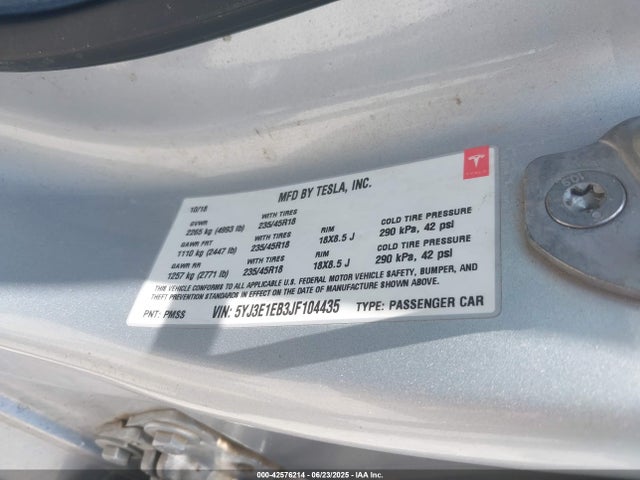 MFD BY TESLA, INC.
TESLA
10/18
GVWR WITH TIRES RIM COLD TIRE PRESSURE
2265 kg (4993 lb) 235/45R18 18X8.5 J 290 kPa, 42 psi
GAWR FRT WITH TIRES RIM COLD TIRE PRESSURE
1110 kg (2447 lb) 235/45R18 18X8.5 J 290 kPa, 42 psi
GAWR RR WITH TIRES
1257 kg (2771 lb) 235/45R18
THIS VEHICLE CONFORMS TO ALL APPLICABLE U.S. FEDERAL MOTOR VEHICLE SAFETY, BUMPER, AND
THEFT PREVENTION STANDARDS IN EFFECT ON THE DATE OF MANUFACTURE SHOWN ABOVE.
PNT: PMSS VIN: 5YJ3E1EB3JF104435 TYPE: PASSENGER CAR
000-42576214 - 06/23/2025 - IAA Inc.